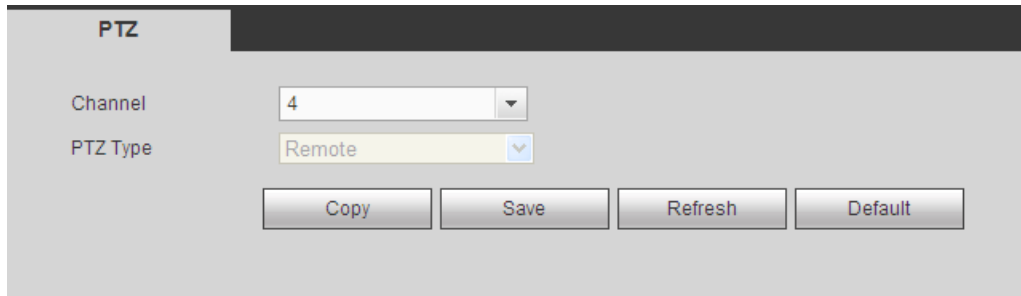 PTZ
Channel 4
PTZ Type Remote
Copy Save Refresh Default